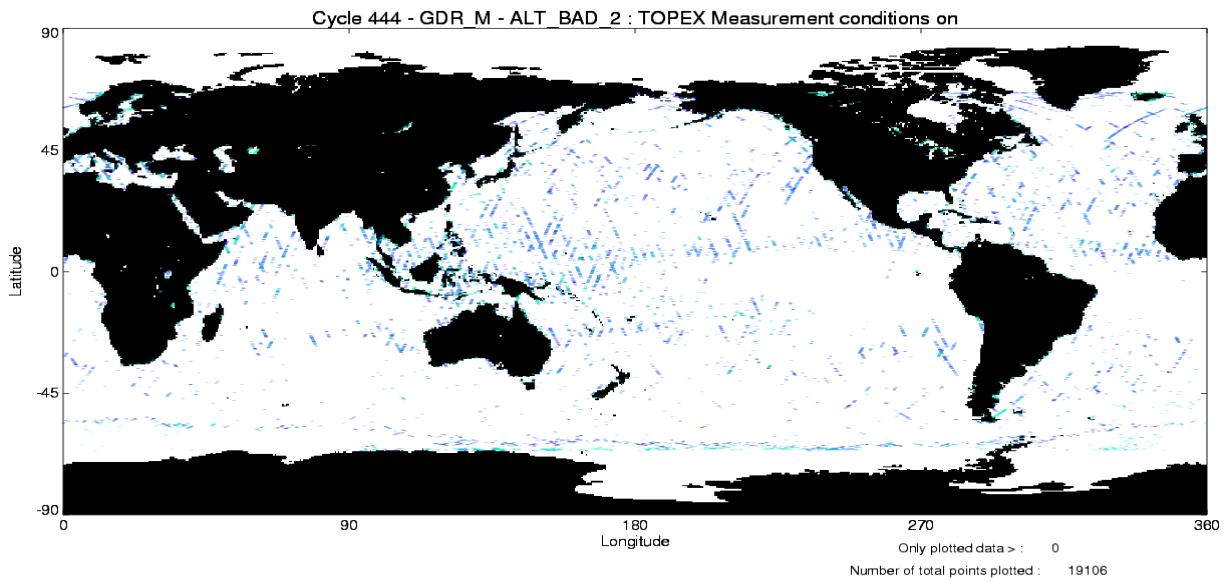 Cycle 444 - GDR_M - ALT_BAD_2 : TOPEX Measurement conditions on
90
45
0
-45
-90
Latitude
0 90 180 270 360
Longitude
Only plotted data > : 0
Number of total points plotted : 19106